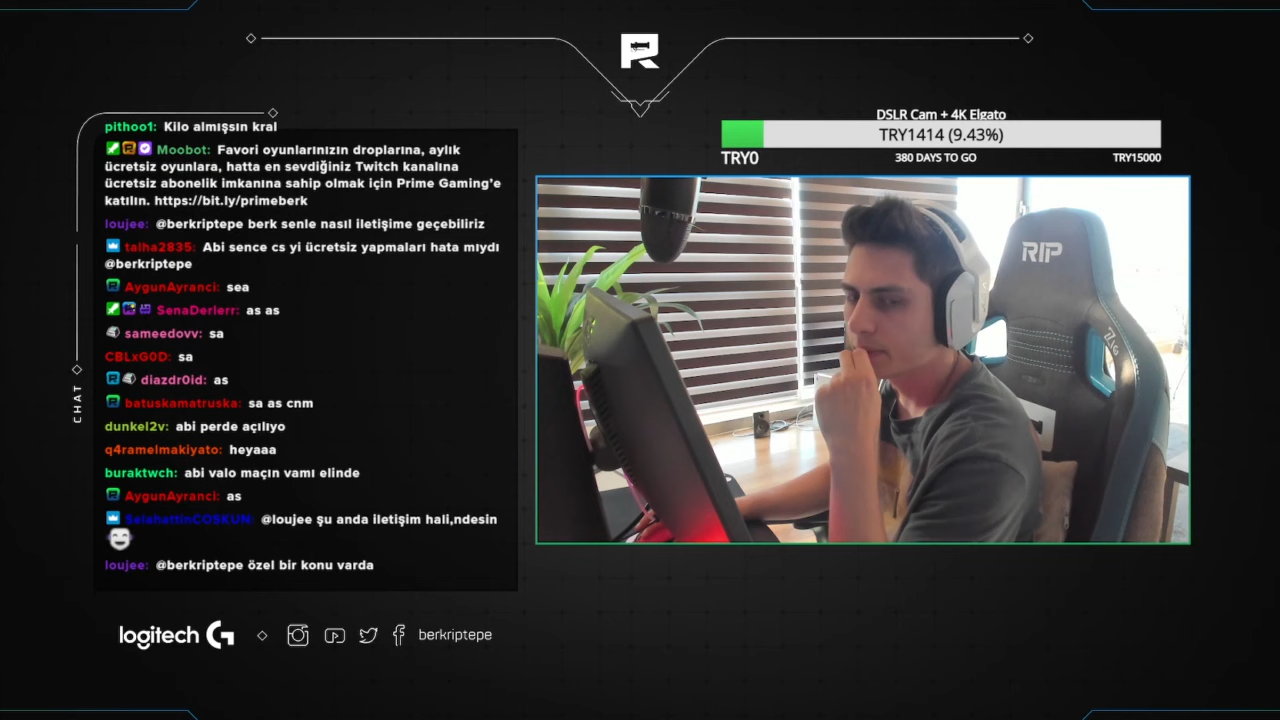 DSLR Cam + 4K Elgato
TRY1414 (9.43%)
TRY0
380 DAYS TO GO
TRY15000
pithoo1: Kilo almışsın kral
Moobot: Favori oyunlarınızın droplarına, aylık
ücretsiz oyunlara, hatta en sevdiğiniz Twitch kanalına
ücretsiz abonelik imkanına sahip olmak için Prime Gaming'e
katılın. https://bit.ly/primeberk
loujee: @berkriptepe berk senle nasıl iletişime geçebiliriz
talha2835: Abi sence cs yi ücretsiz yapmaları hata mıydı
@berkriptepe
AygunAyranci: sea
SenaDerlerr: as as
sameedovv: sa
CBLxG0D: sa
diazdr0id: as
batuskamatruska: sa as cnm
dunkel2v: abi perde açılıyo
q4ramelmakiyato: heyaaa
buraktwch: abi valo maçın vamı elinde
AygunAyranci: as
SelahattinCOSKUN: @loujee şu anda iletişim hali,ndesin
loujee: @berkriptepe özel bir konu varda
CHAT
RIP
logitech G
berkriptepe